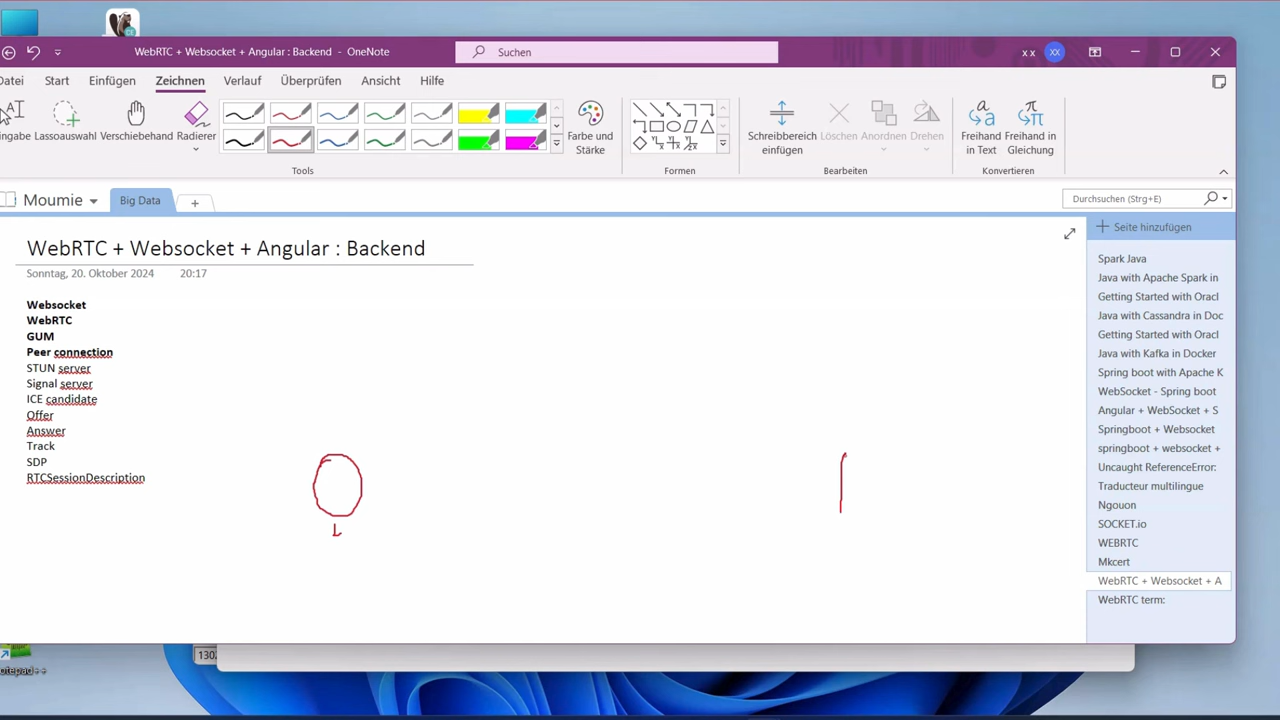 WebRTC + Websocket + Angular : Backend - OneNote
Suchen
x x
XX
Datei Start Einfügen Zeichnen Verlauf Überprüfen Ansicht Hilfe
Lassoauswahl Verschiebehand Radierer
Farbe und Stärke
Schreibbereich einfügen
Löschen Anordnen Drehen
Freihand in Text
Freihand in Gleichung
Tools Formen Bearbeiten Konvertieren
Moumie
Big Data
Durchsuchen (Strg+E)
WebRTC + Websocket + Angular : Backend
Sonntag, 20. Oktober 2024 20:17
Websocket
WebRTC
GUM
Peer connection
STUN server
Signal server
ICE candidate
Offer
Answer
Track
SDP
RTCSessionDescription
Seite hinzufügen
Spark Java
Java with Apache Spark in
Getting Started with Oracl
Java with Cassandra in Doc
Getting Started with Oracl
Java with Kafka in Docker
Spring boot with Apache K
WebSocket - Spring boot
Angular + WebSocket + S
Springboot + Websocket
springboot + websocket +
Uncaught ReferenceError:
Traducteur multilingue
Ngouon
SOCKET.io
WEBRTC
Mkcert
WebRTC + Websocket + A
WebRTC term:
1302
otepad++